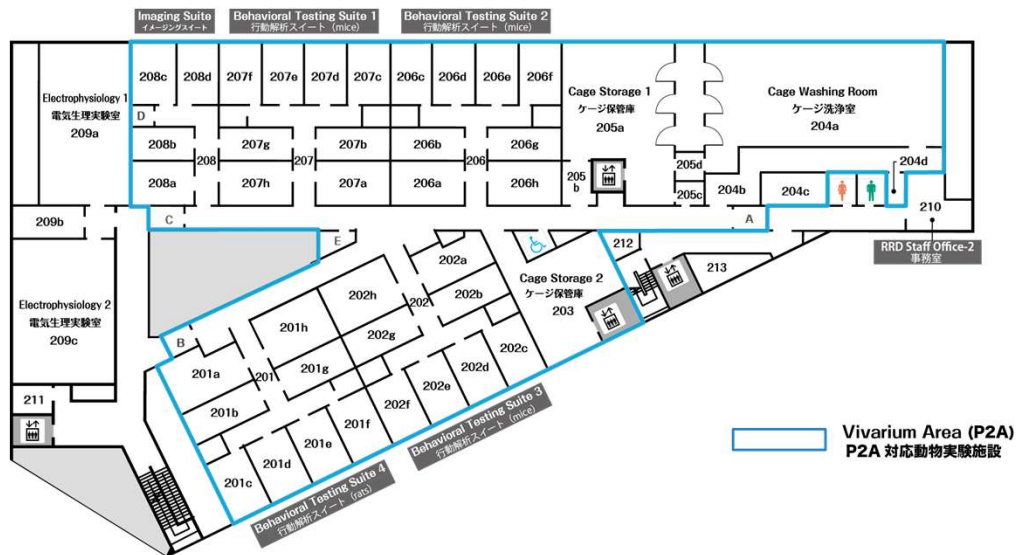 Imaging Suite
イメージングスイート
Behavioral Testing Suite 1
行動解析スイート（mice）
Behavioral Testing Suite 2
行動解析スイート（mice）
208c
208d
207f
207e
207d
207c
206c
206d
206e
206f
Electrophysiology 1
電気生理実験室
209a
Cage Storage 1
ケージ保管庫
205a
Cage Washing Room
ケージ洗浄室
204a
D
208b
207g
207b
206b
206g
208
207
206
208a
207h
207a
206a
206h
205
b
205d
205c
204b
204c
204d
210
RRD Staff Office-2
事務室
209b
C
A
E
212
213
202a
Cage Storage 2
ケージ保管庫
203
202h
202b
202
Electrophysiology 2
電気生理実験室
209c
201h
202g
B
201a
201
201g
202c
202d
202e
202f
201b
201f
201e
201d
201c
211
Behavioral Testing Suite 3
行動解析スイート（mice）
Behavioral Testing Suite 4
行動解析スイート（rats）
Vivarium Area (P2A)
P2A 対応動物実験施設